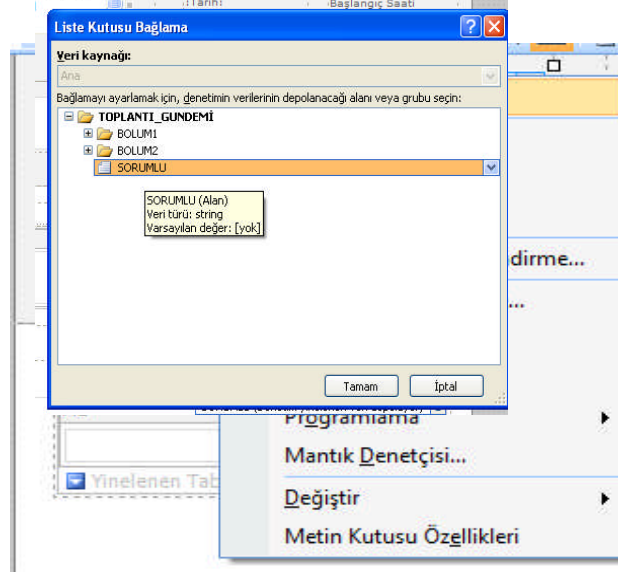 :Tarihi
Başlangıç Saati
Liste Kutusu Bağlama
Veri kaynağı:
Ana
Bağlamayı ayarlamak için, denetimin verilerinin depolanacağı alanı veya grubu seçin:
TOPLANTI_GUNDEMİ
BOLUM1
BOLUM2
SORUMLU
SORUMLU (Alan)
Veri türü: string
Varsayılan değer: [yok]
dirme...
...
Tamam
İptal
Programlama
Mantık Denetçisi...
Yinelenen Tab
Değiştir
Metin Kutusu Özellikleri